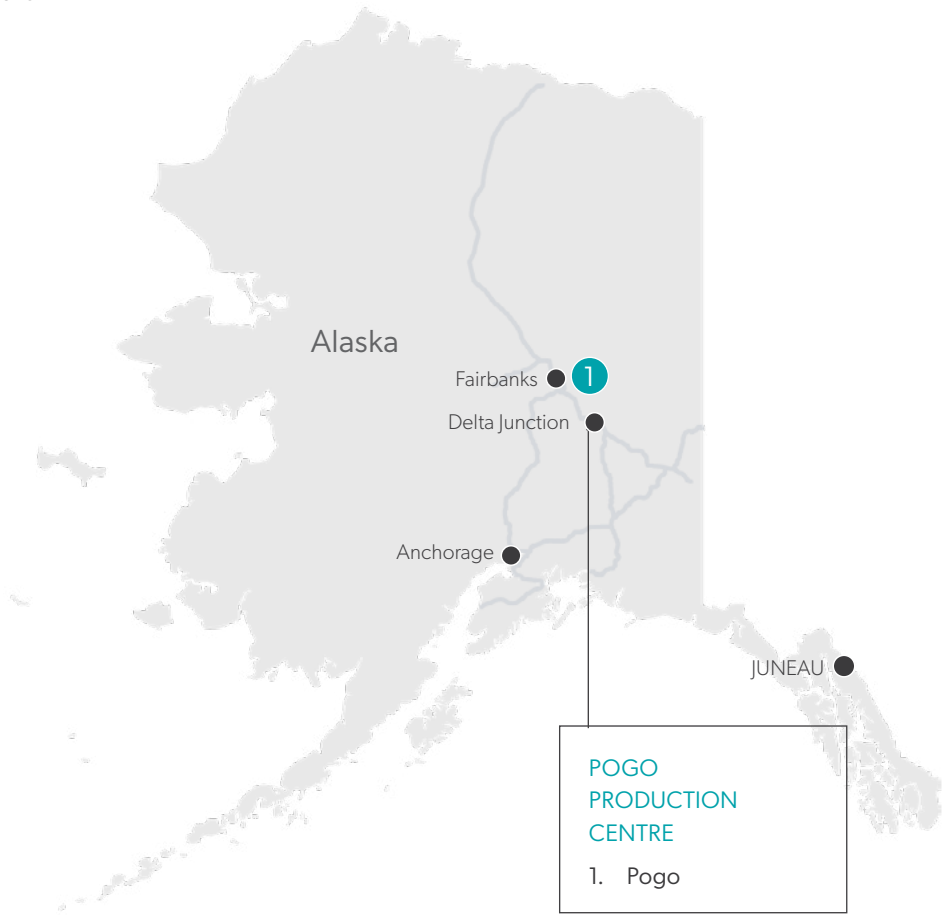 Alaska
Fairbanks
1
Delta Junction
Anchorage
JUNEAU
POGO
PRODUCTION
CENTRE
1. Pogo